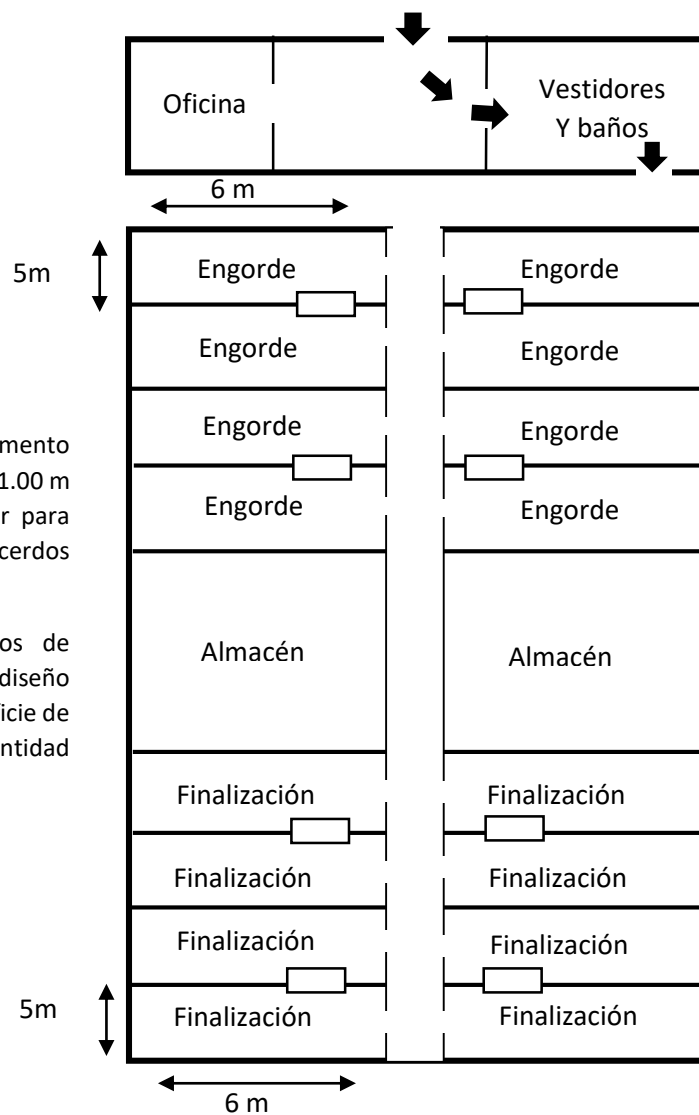 Oficina
Vestidores
Y baños
6 m
5m
Engorde
Engorde
Engorde
Engorde
Engorde
Engorde
Engorde
Engorde
mento
1.00 m
r para
cerdos
os de
diseño
icie de
ntidad
Almacén
Almacén
Finalización
Finalización
Finalización
Finalización
Finalización
Finalización
Finalización
Finalización
5m
6 m